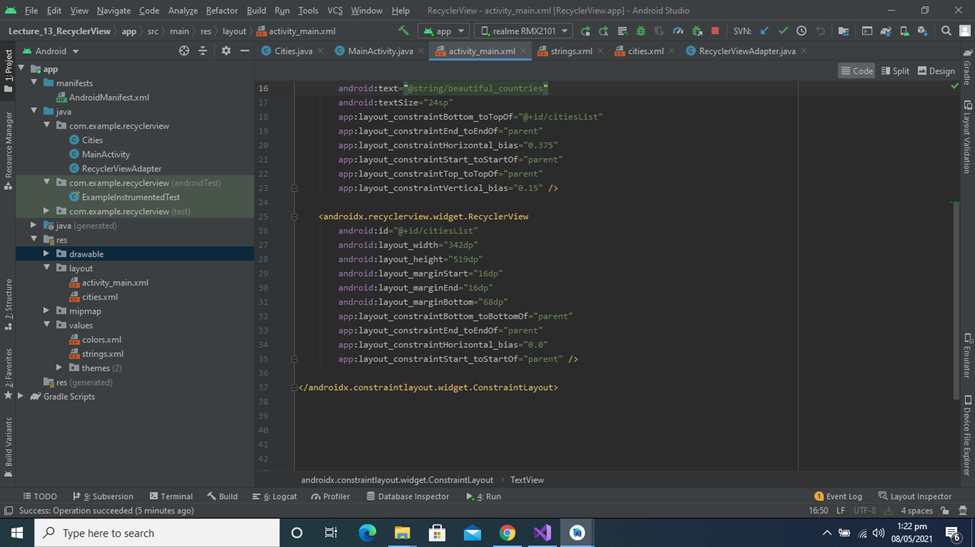 File Edit View Navigate Code Analyze Refactor Build Run Tools VCS Window Help RecyclerView - activity_main.xml [RecyclerView.app] - Android Studio
Lecture_13_RecyclerView app src main res layout activity_main.xml app realme RMX2101 SVN:
Android
Cities.java MainActivity.java activity_main.xml strings.xml cities.xml RecyclerViewAdapter.java
Code Split Design
1: Project
Resource Manager
Z: Structure
2: Favorites
Build Variants
app
manifests
AndroidManifest.xml
java
com.example.recyclerview
Cities
MainActivity
RecyclerViewAdapter
com.example.recyclerview (androidTest)
ExampleInstrumentedTest
com.example.recyclerview (test)
java (generated)
res
drawable
layout
activity_main.xml
cities.xml
mipmap
values
colors.xml
strings.xml
themes (2)
res (generated)
Gradle Scripts
16 android:text="@string/beautiful_countries"
17 android:textSize="24sp"
18 app:layout_constraintBottom_toTopOf="@+id/citiesList"
19 app:layout_constraintEnd_toEndOf="parent"
20 app:layout_constraintHorizontal_bias="0.375"
21 app:layout_constraintStart_toStartOf="parent"
22 app:layout_constraintTop_toTopOf="parent"
23 app:layout_constraintVertical_bias="0.15" />
24
25 <androidx.recyclerview.widget.RecyclerView
26 android:id="@+id/citiesList"
27 android:layout_width="342dp"
28 android:layout_height="519dp"
29 android:layout_marginStart="16dp"
30 android:layout_marginEnd="16dp"
31 android:layout_marginBottom="68dp"
32 app:layout_constraintBottom_toBottomOf="parent"
33 app:layout_constraintEnd_toEndOf="parent"
34 app:layout_constraintHorizontal_bias="0.0"
35 app:layout_constraintStart_toStartOf="parent" />
36
37 </androidx.constraintlayout.widget.ConstraintLayout>
38
39
40
41
42
Gradle
Layout Validation
Emulator
Device File Explorer
androidx.constraintlayout.widget.ConstraintLayout TextView
TODO 9: Subversion Terminal Build 6: Logcat Profiler Database Inspector 4: Run 1 Event Log Layout Inspector
Success: Operation succeeded (5 minutes ago) 16:50 LF UTF-8 4 spaces
Type here to search
1:22 pm
08/05/2021
6